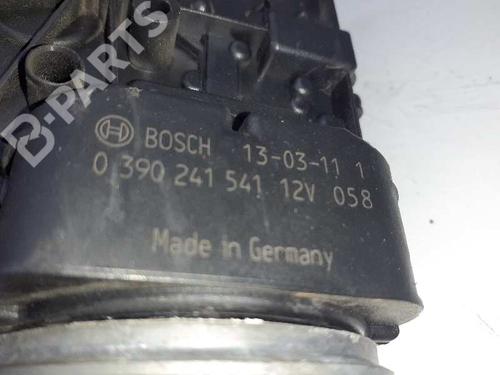 B-PARTS
BOSCH 13-03-11 1
0 390 241 541 12V 058
Made in Germany